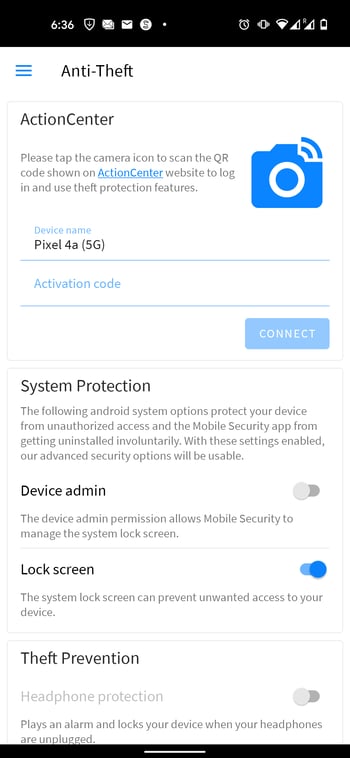 6:36
Anti-Theft
ActionCenter
Please tap the camera icon to scan the QR
code shown on ActionCenter website to log
in and use theft protection features.
Device name
Pixel 4a (5G)
Activation code
CONNECT
System Protection
The following android system options protect your device
from unauthorized access and the Mobile Security app from
getting uninstalled involuntarily. With these settings enabled,
our advanced security options will be usable.
Device admin
The device admin permission allows Mobile Security to
manage the system lock screen.
Lock screen
The system lock screen can prevent unwanted access to your
device.
Theft Prevention
Headphone protection
Plays an alarm and locks your device when your headphones
are unplugged.